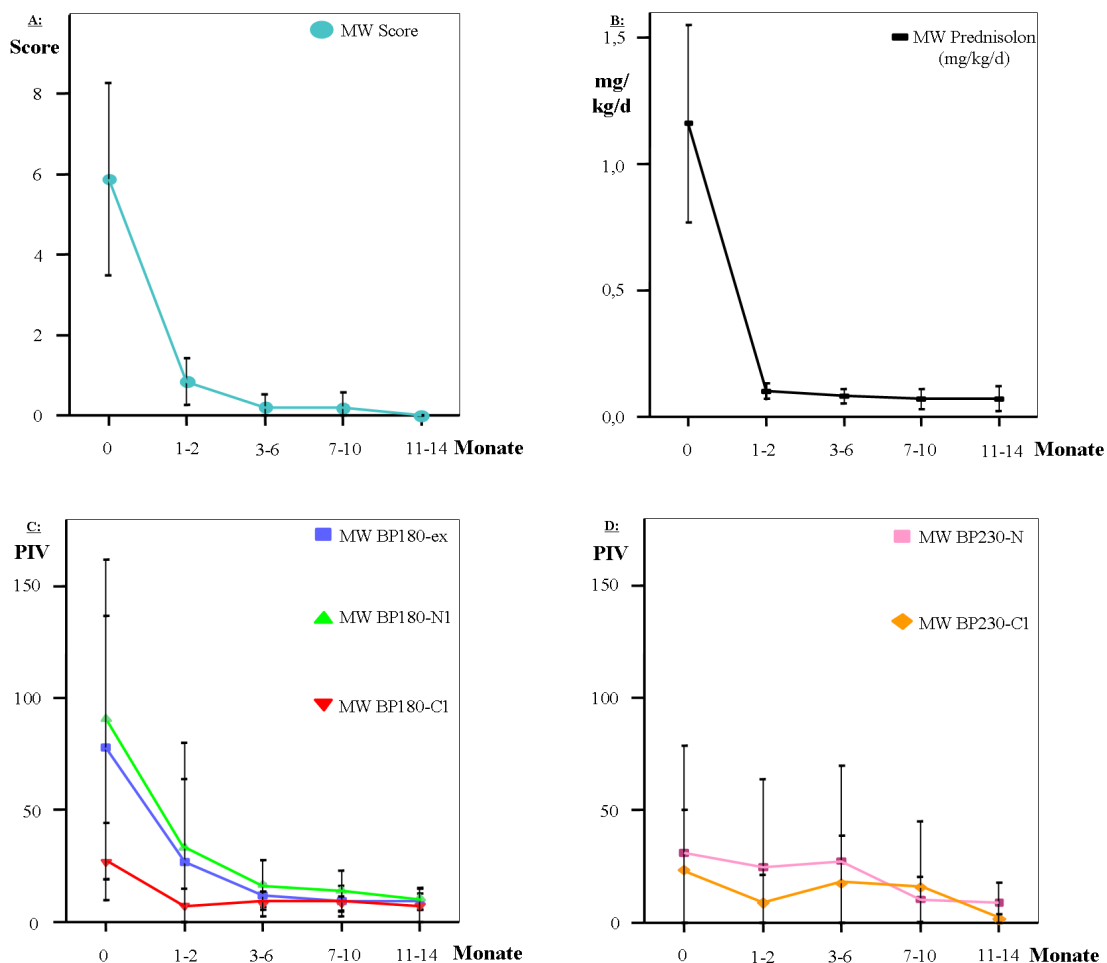 A:
Score
MW Score
8
6
4
2
0
0 1-2 3-6 7-10 11-14 Monate
B:
mg/
kg/d
MW Prednisolon
(mg/kg/d)
1,5
1,0
0,5
0,0
0 1-2 3-6 7-10 11-14 Monate
C:
PIV
MW BP180-ex
MW BP180-N1
MW BP180-C1
150
100
50
0
0 1-2 3-6 7-10 11-14 Monate
D:
PIV
MW BP230-N
MW BP230-C1
150
100
50
0
0 1-2 3-6 7-10 11-14 Monate